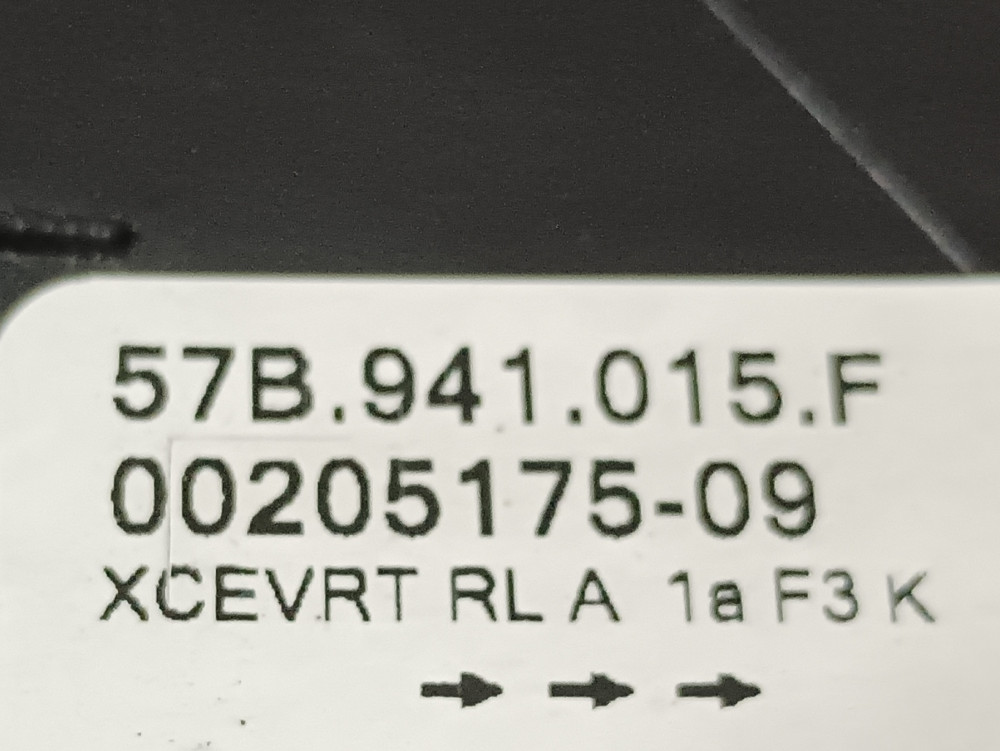 57B.941.015.F
00205175-09
XCEVRT RL A 1a F3 K
→ → →